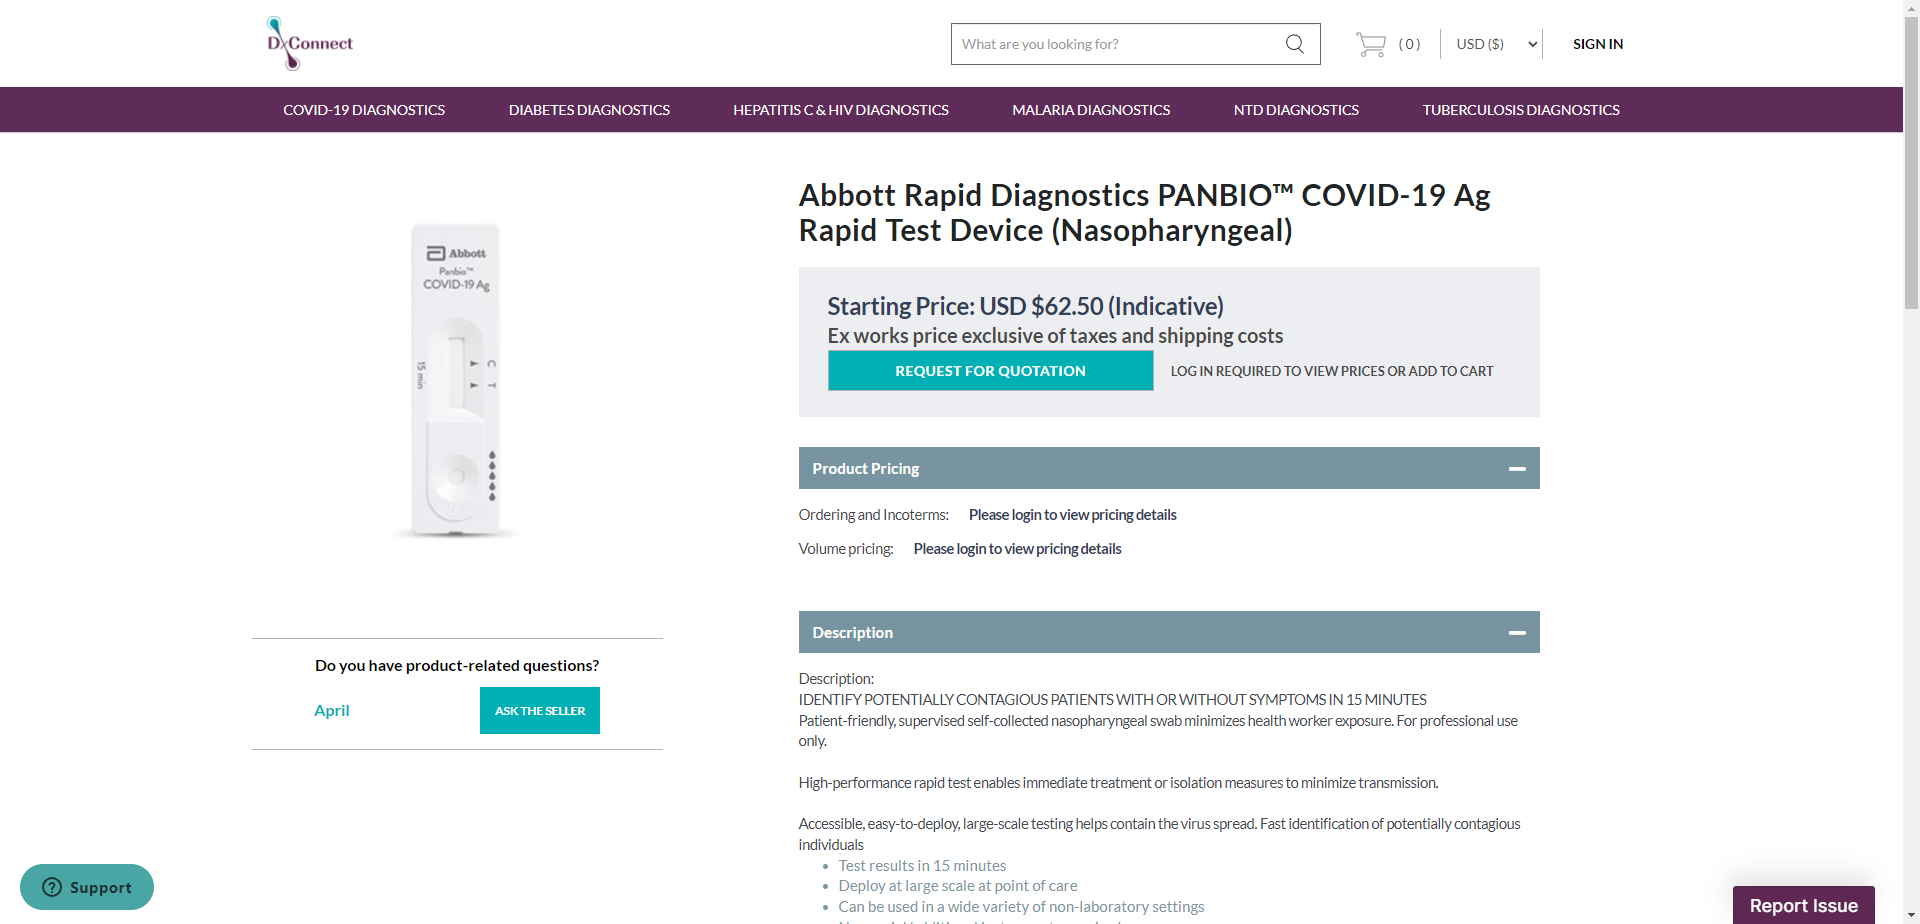 DxConnect
What are you looking for?
( 0 )
USD ($)
SIGN IN
COVID-19 DIAGNOSTICS
DIABETES DIAGNOSTICS
HEPATITIS C & HIV DIAGNOSTICS
MALARIA DIAGNOSTICS
NTD DIAGNOSTICS
TUBERCULOSIS DIAGNOSTICS
Abbott
Panbio™
COVID-19 Ag
C
T
15 min
Do you have product-related questions?
April
ASK THE SELLER
Abbott Rapid Diagnostics PANBIO™ COVID-19 Ag
Rapid Test Device (Nasopharyngeal)
Starting Price: USD $62.50 (Indicative)
Ex works price exclusive of taxes and shipping costs
REQUEST FOR QUOTATION
LOG IN REQUIRED TO VIEW PRICES OR ADD TO CART
Product Pricing
Ordering and Incoterms: Please login to view pricing details
Volume pricing: Please login to view pricing details
Description
Description:
IDENTIFY POTENTIALLY CONTAGIOUS PATIENTS WITH OR WITHOUT SYMPTOMS IN 15 MINUTES
Patient-friendly, supervised self-collected nasopharyngeal swab minimizes health worker exposure. For professional use
only.
High-performance rapid test enables immediate treatment or isolation measures to minimize transmission.
Accessible, easy-to-deploy, large-scale testing helps contain the virus spread. Fast identification of potentially contagious
individuals
• Test results in 15 minutes
• Deploy at large scale at point of care
• Can be used in a wide variety of non-laboratory settings
Support
Report Issue